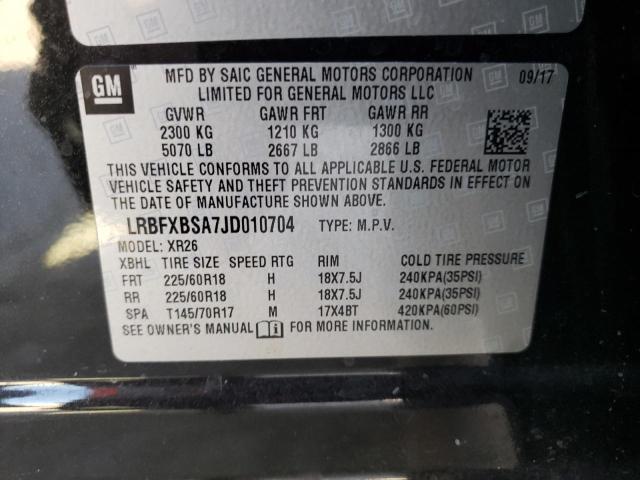 GM
MFD BY SAIC GENERAL MOTORS CORPORATION 09/17
LIMITED FOR GENERAL MOTORS LLC
GVWR GAWR FRT GAWR RR
2300 KG 1210 KG 1300 KG
5070 LB 2667 LB 2866 LB
THIS VEHICLE CONFORMS TO ALL APPLICABLE U.S. FEDERAL MOTOR
VEHICLE SAFETY AND THEFT PREVENTION STANDARDS IN EFFECT ON
THE DATE OF MANUFACTURE SHOWN ABOVE.
LRBFXBSA7JD010704 TYPE: M.P.V.
MODEL: XR26
XBHL TIRE SIZE SPEED RTG RIM COLD TIRE PRESSURE
FRT 225/60R18 H 18X7.5J 240KPA(35PSI)
RR 225/60R18 H 18X7.5J 240KPA(35PSI)
SPA T145/70R17 M 17X4BT 420KPA(60PSI)
SEE OWNER'S MANUAL FOR MORE INFORMATION.